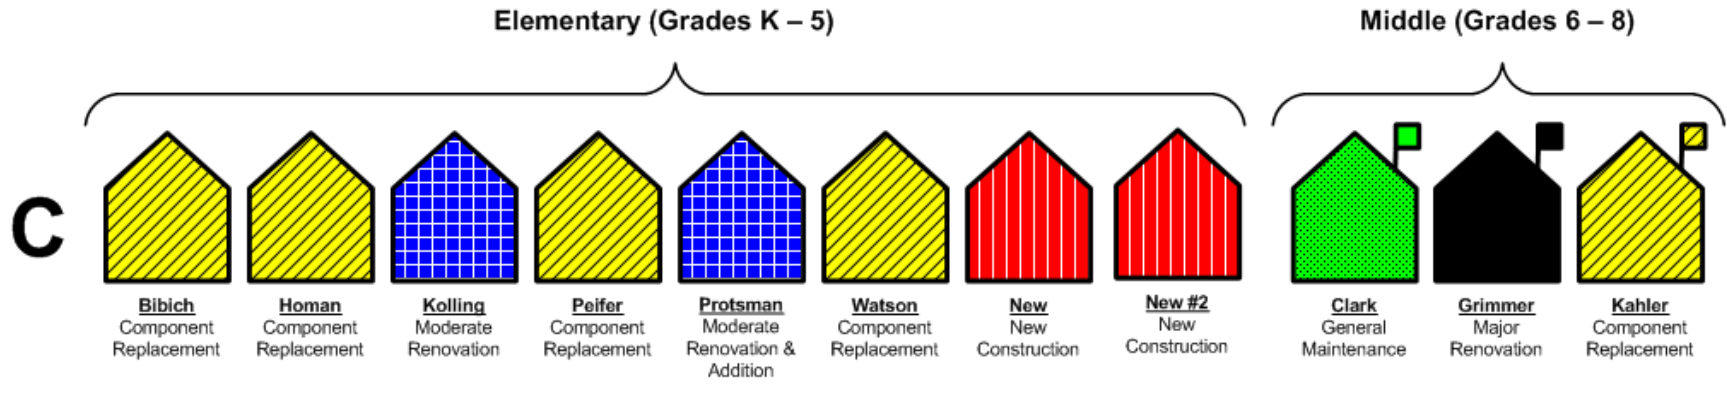 Elementary (Grades K – 5)
Middle (Grades 6 – 8)
C
Bibich
Component
Replacement
Homan
Component
Replacement
Kolling
Moderate
Renovation
Peifer
Component
Replacement
Protsman
Moderate
Renovation &
Addition
Watson
Component
Replacement
New
New
Construction
New #2
New
Construction
Clark
General
Maintenance
Grimmer
Major
Renovation
Kahler
Component
Replacement